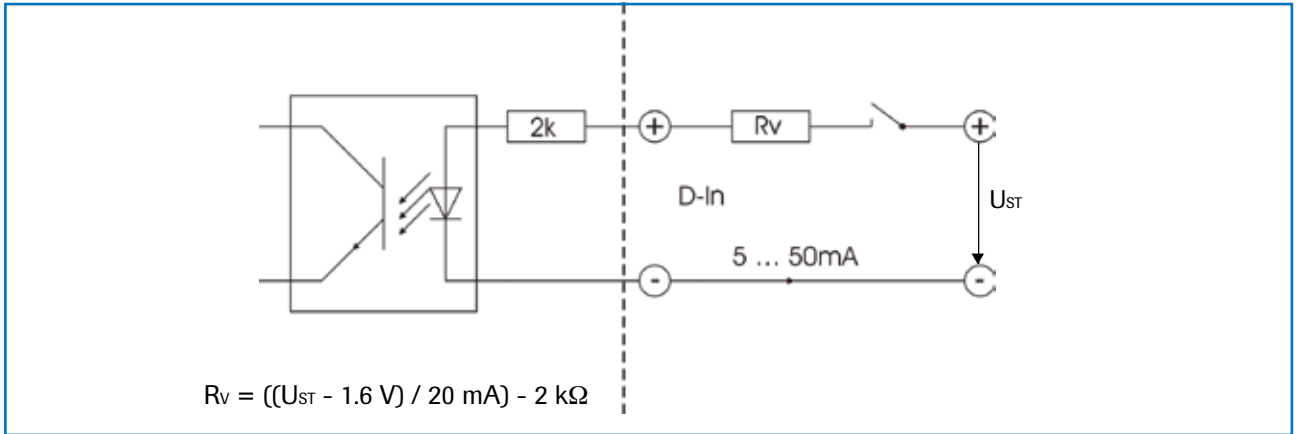 2k
+
Rv
+
D-In
UST
5 ... 50mA
-
-
RV = ((UST - 1.6 V) / 20 mA) - 2 kΩ